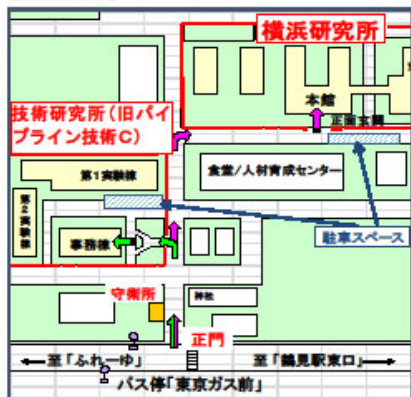 横浜研究所
本館
正面玄関
技術研究所(旧パイ
プライン技術C)
第1実験棟
食堂/人材育成センター
第2実験棟
事務棟
駐車スペース
守衛所
神社
正門
至「ふれーゆ」
至「鶴見駅東口」
バス停「東京ガス前」